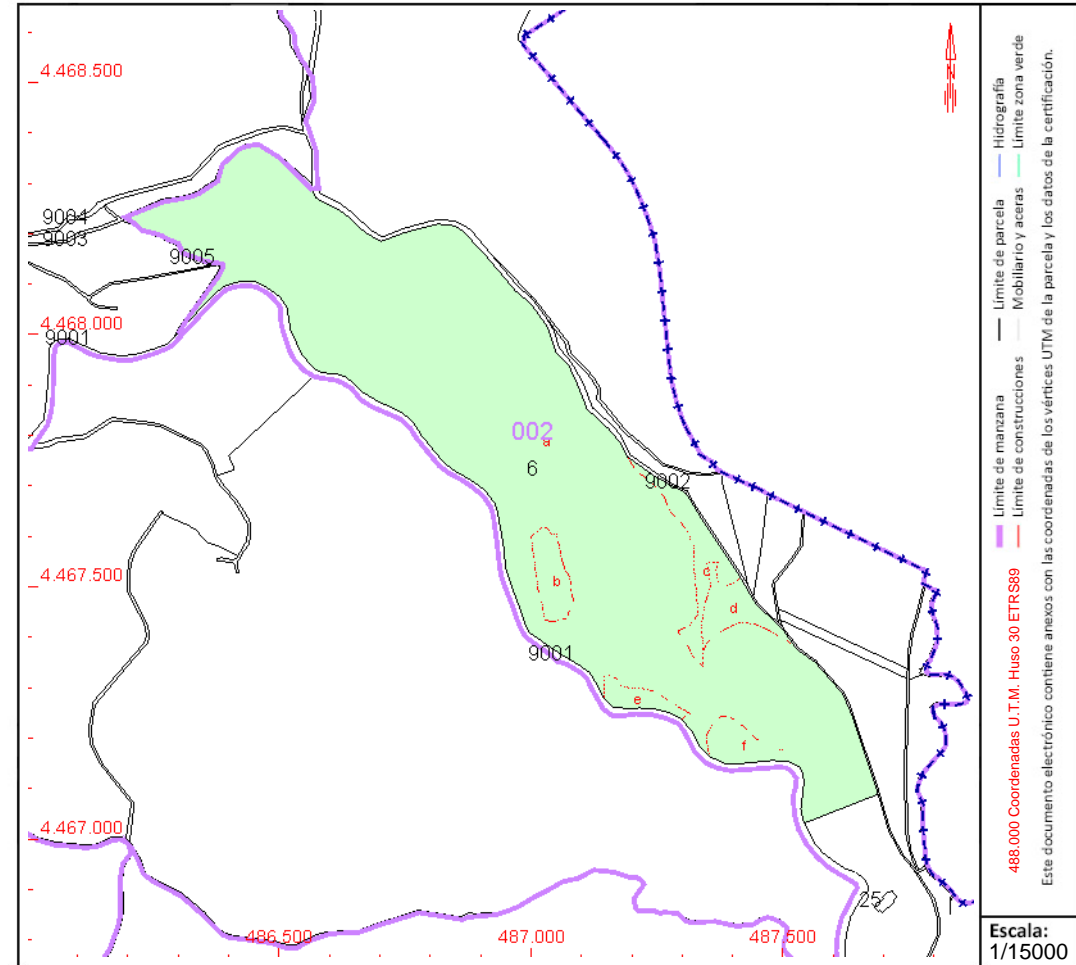 4.468.500
9004
9003
9005
4.468.000
9001
002
a
6
9002
4.467.500
b
c
d
9001
e
f
4.467.000
25
486.500
487.000
487.500
N
Límite de manzana
Límite de parcela
Hidrografía
Límite de construcciones
Mobiliario y aceras
Límite zona verde
488.000 Coordenadas U.T.M. Huso 30 ETRS89
Este documento electrónico contiene anexos con las coordenadas de los vértices UTM de la parcela y los datos de la certificación.
Escala:
1/15000